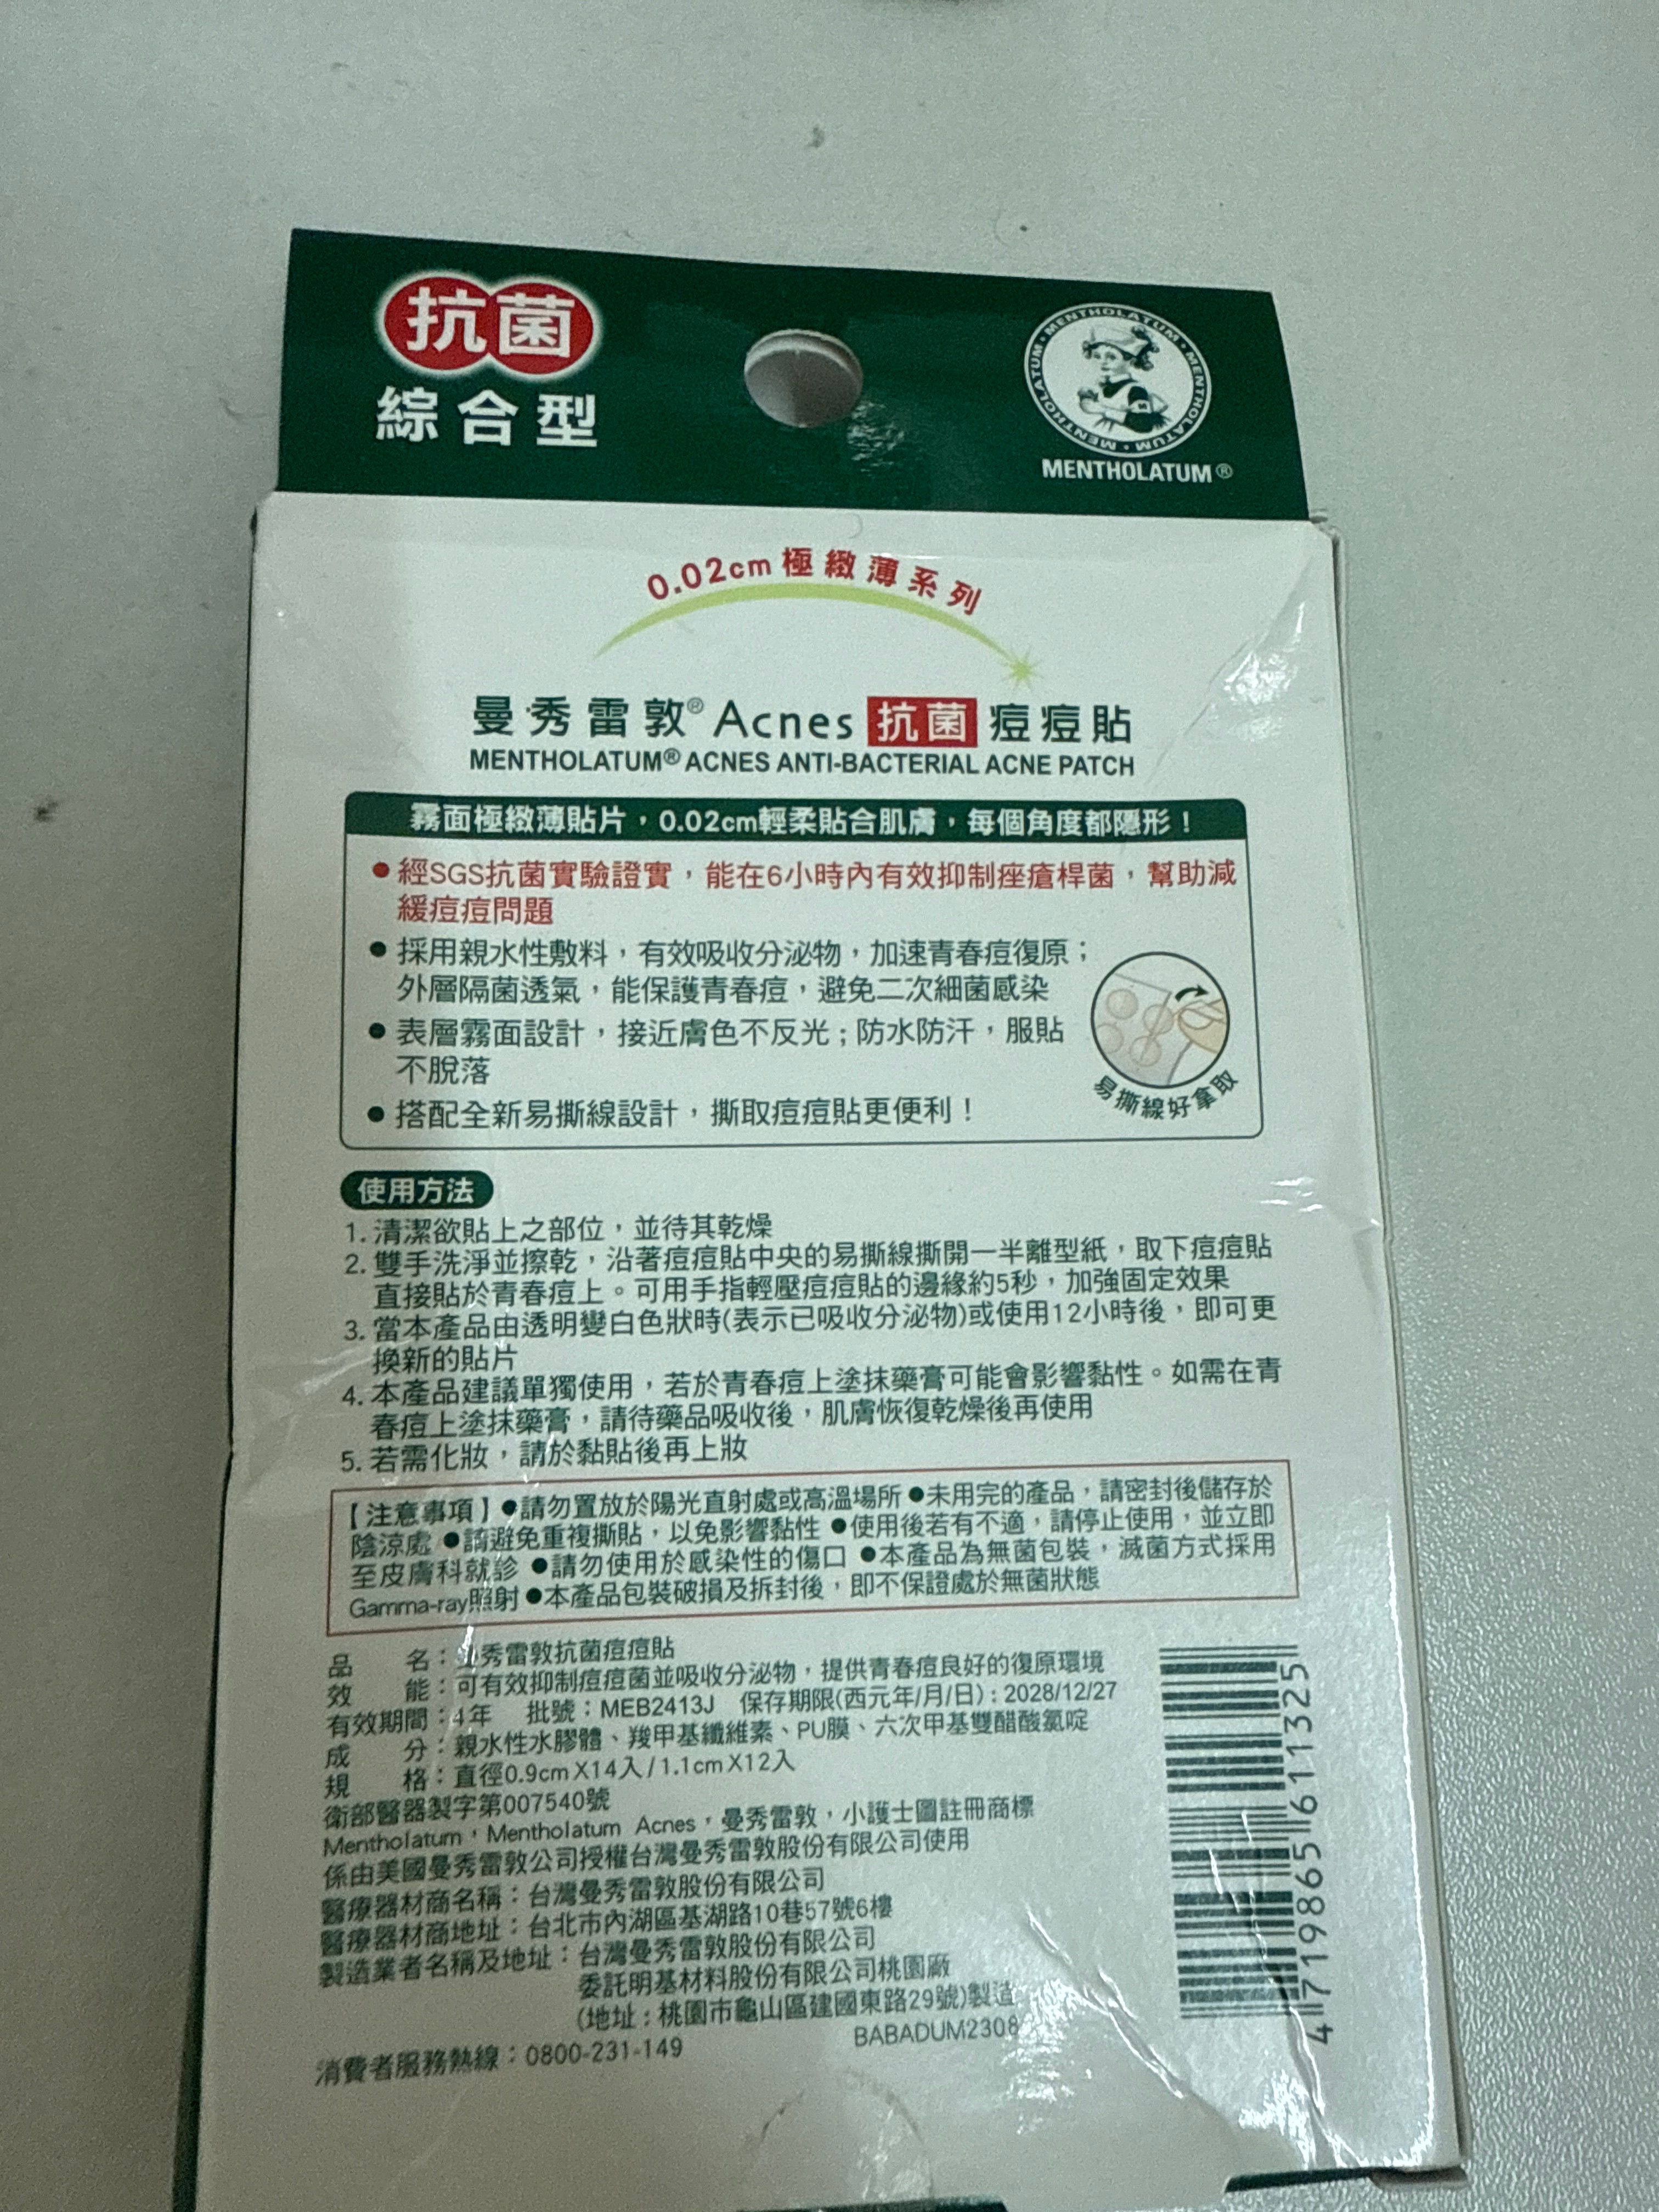 抗菌
綜合型
MENTHOLATUM • MENTHOLATUM • MENTHOLATUM • MENTHOLATUM
MENTHOLATUM®
0.02cm極緻薄系列
曼秀雷敦®Acnes抗菌痘痘貼
MENTHOLATUM® ACNES ANTI-BACTERIAL ACNE PATCH
霧面極緻薄貼片，0.02cm輕柔貼合肌膚，每個角度都隱形！
●經SGS抗菌實驗證實，能在6小時內有效抑制痤瘡桿菌，幫助減
緩痘痘問題
●採用親水性敷料，有效吸收分泌物，加速青春痘復原；
外層隔菌透氣，能保護青春痘，避免二次細菌感染
●表層霧面設計，接近膚色不反光；防水防汗，服貼
不脫落
●搭配全新易撕線設計，撕取痘痘貼更便利！
易撕線好拿取
使用方法
1. 清潔欲貼上之部位，並待其乾燥
2. 雙手洗淨並擦乾，沿著痘痘貼中央的易撕線撕開一半離型紙，取下痘痘貼
直接貼於青春痘上。可用手指輕壓痘痘貼的邊緣約5秒，加強固定效果
3. 當本產品由透明變白色狀時(表示已吸收分泌物)或使用12小時後，即可更
換新的貼片
4. 本產品建議單獨使用，若於青春痘上塗抹藥膏可能會影響黏性。如需在青
春痘上塗抹藥膏，請待藥品吸收後，肌膚恢復乾燥後再使用
5. 若需化妝，請於黏貼後再上妝
【注意事項】●請勿置放於陽光直射處或高溫場所●未用完的產品，請密封後儲存於
陰涼處 ●請避免重複撕貼，以免影響黏性 ●使用後若有不適，請停止使用，並立即
至皮膚科就診 ●請勿使用於感染性的傷口 ●本產品為無菌包裝，滅菌方式採用
Gamma-ray照射 ●本產品包裝破損及拆封後，即不保證處於無菌狀態
品名：曼秀雷敦抗菌痘痘貼
效能：可有效抑制痘痘菌並吸收分泌物，提供青春痘良好的復原環境
有效期間：4年 批號：MEB2413J 保存期限(西元年/月/日)：2028/12/27
成分：親水性水膠體、羧甲基纖維素、PU膜、六次甲基雙醋酸氯啶
規格：直徑0.9cm X14入 / 1.1cm X12入
衛部醫器製字第007540號
Mentholatum，Mentholatum Acnes，曼秀雷敦，小護士圖註冊商標
係由美國曼秀雷敦公司授權台灣曼秀雷敦股份有限公司使用
醫療器材商名稱：台灣曼秀雷敦股份有限公司
醫療器材商地址：台北市內湖區基湖路10巷57號6樓
製造業者名稱及地址：台灣曼秀雷敦股份有限公司
委託明基材料股份有限公司桃園廠
(地址：桃園市龜山區建國東路29號)製造
BABADUM2308
消費者服務熱線：0800-231-149
4 719865 611325